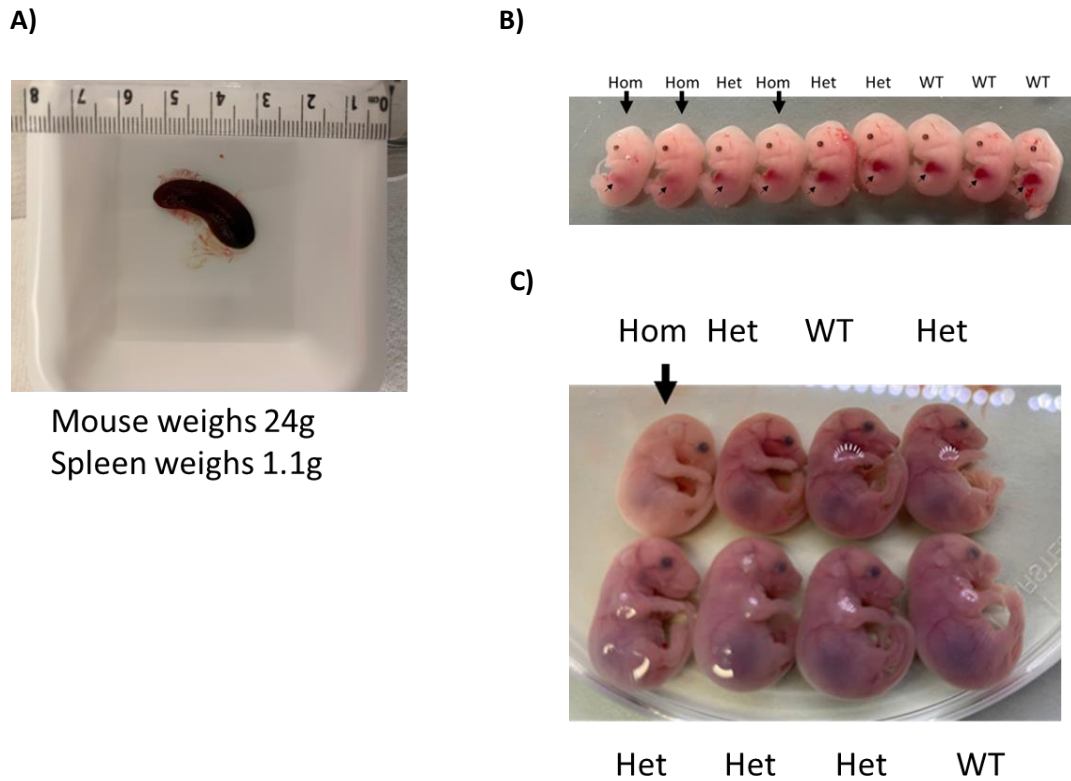 A)
8 7 6 5 4 3 2 1 0 cm
Mouse weighs 24g
Spleen weighs 1.1g
B)
Hom Hom Het Hom Het Het WT WT WT
C)
Hom Het WT Het
Het Het Het WT